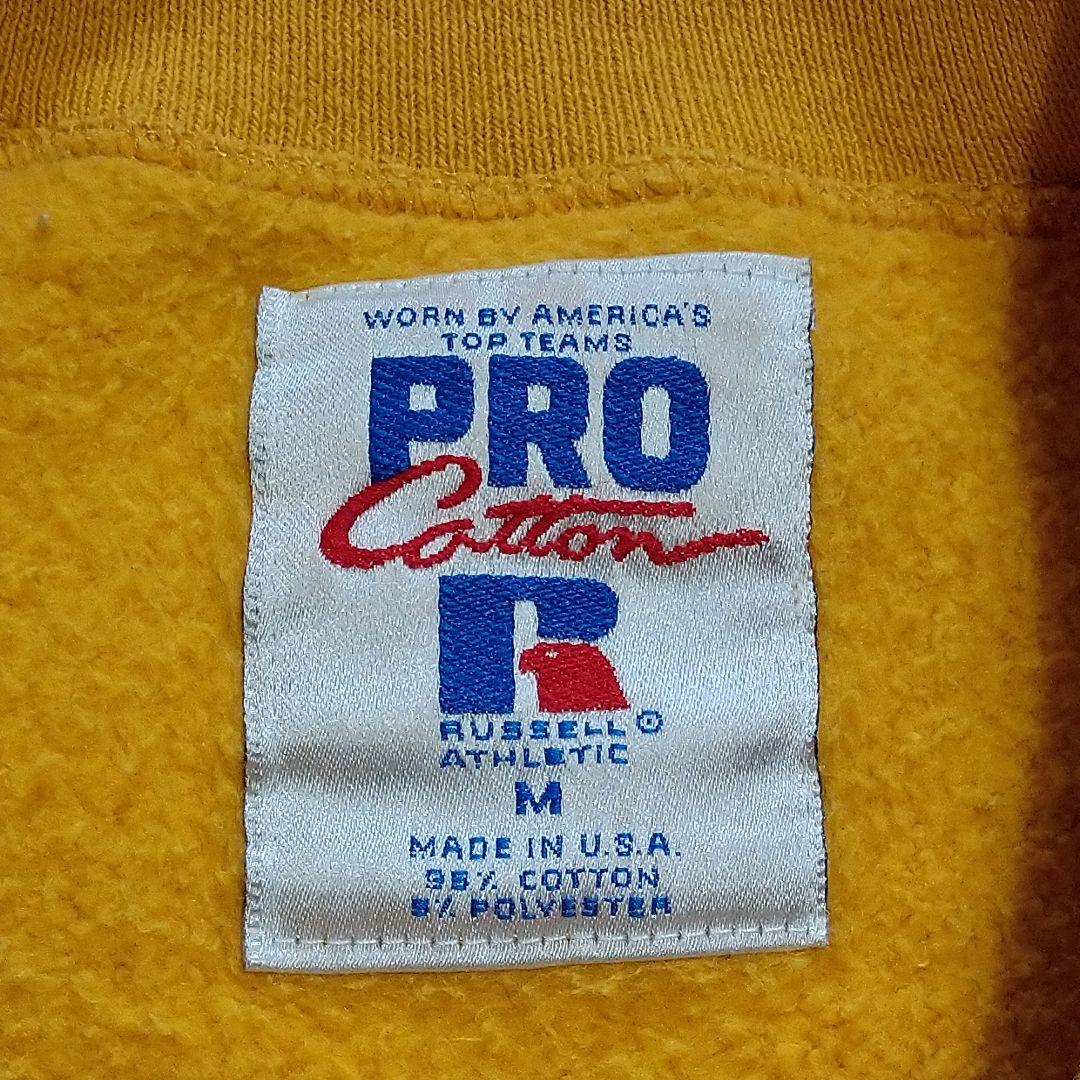 WORN BY AMERICA'S
TOP TEAMS
PRO
Cotton
R
RUSSELL®
ATHLETIC
M
MADE IN U.S.A.
95% COTTON
5% POLYESTER